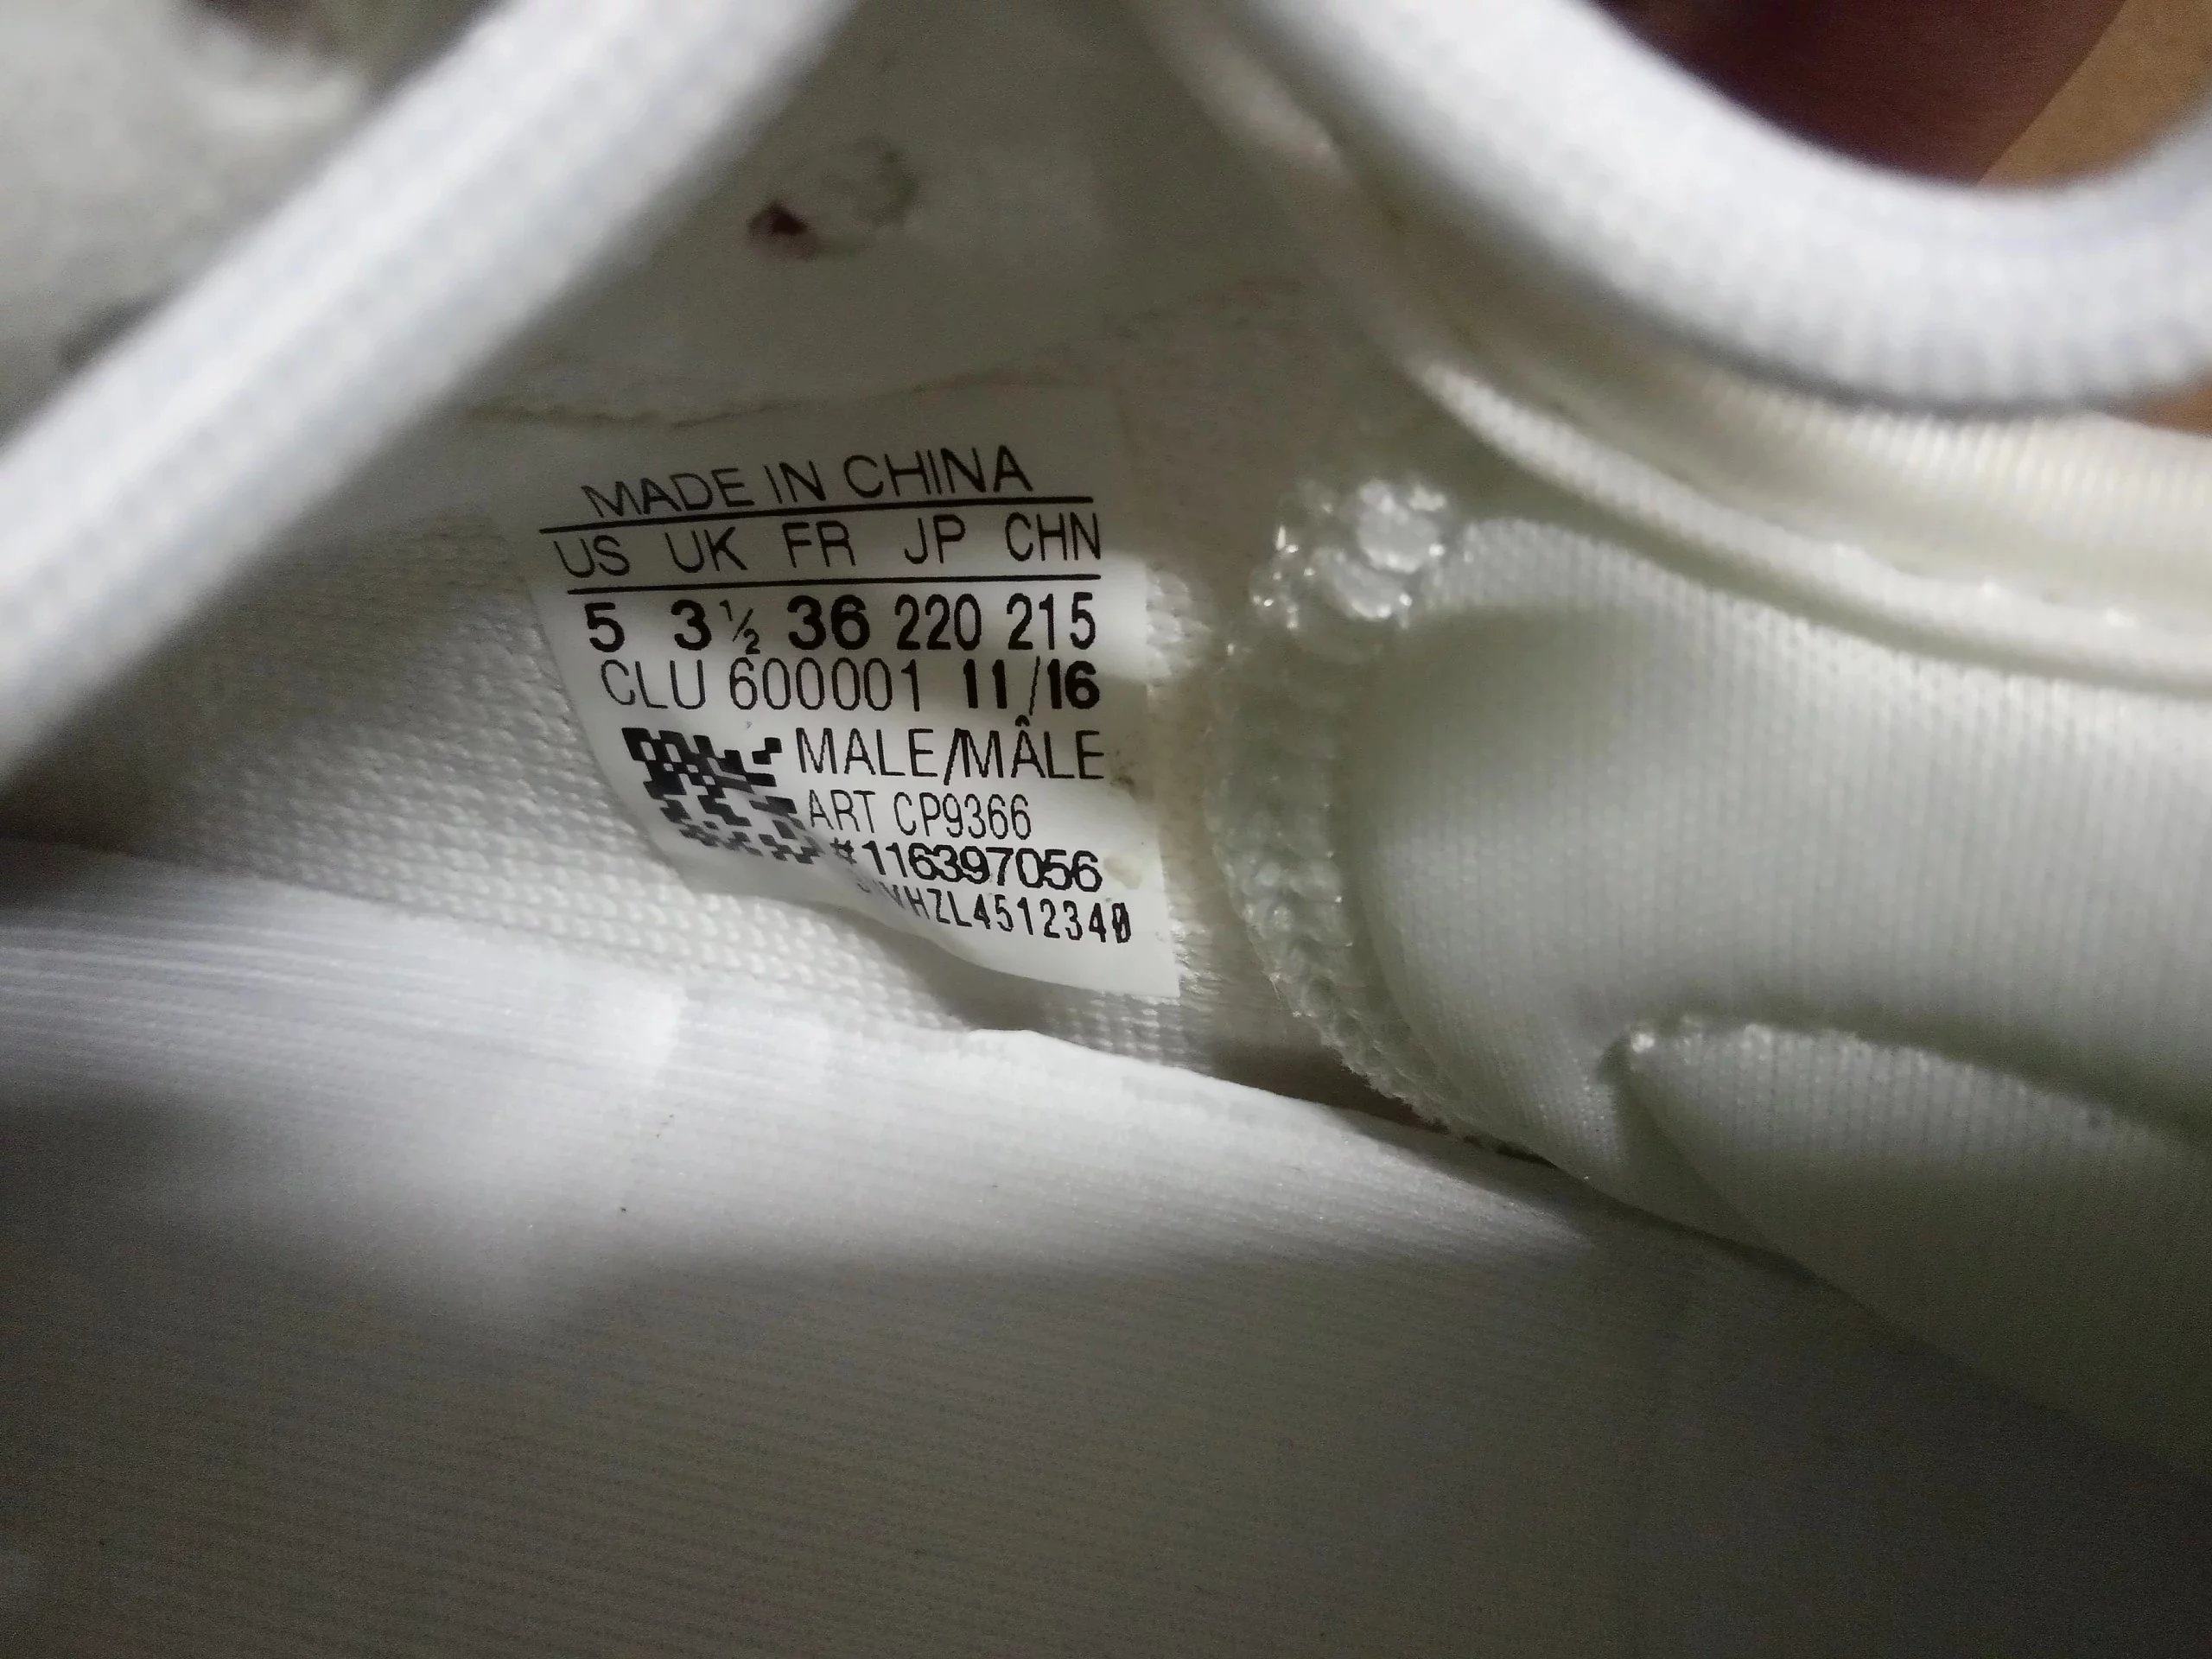 MADE IN CHINA
US UK FR JP CHN
5 3½ 36 220 215
CLU 600001 11/16
MALE/MÂLE
ART CP9366
#116397056